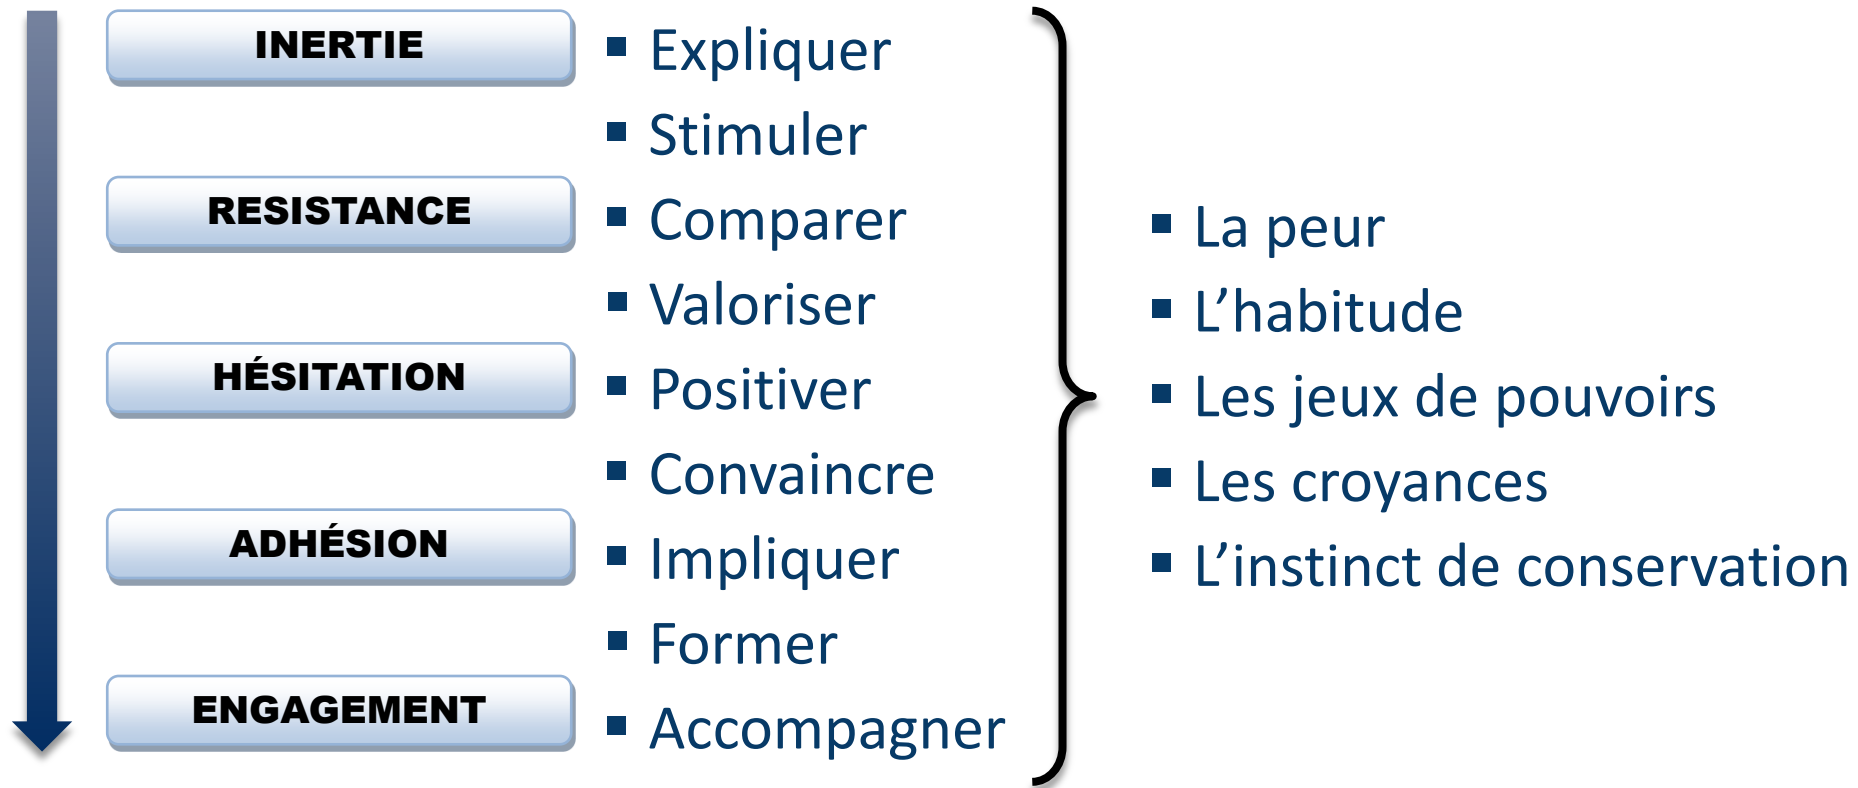 INERTIE
RESISTANCE
HÉSITATION
ADHÉSION
ENGAGEMENT
Expliquer
Stimuler
Comparer
Valoriser
Positiver
Convaincre
Impliquer
Former
Accompagner
La peur
L’habitude
Les jeux de pouvoirs
Les croyances
L’instinct de conservation